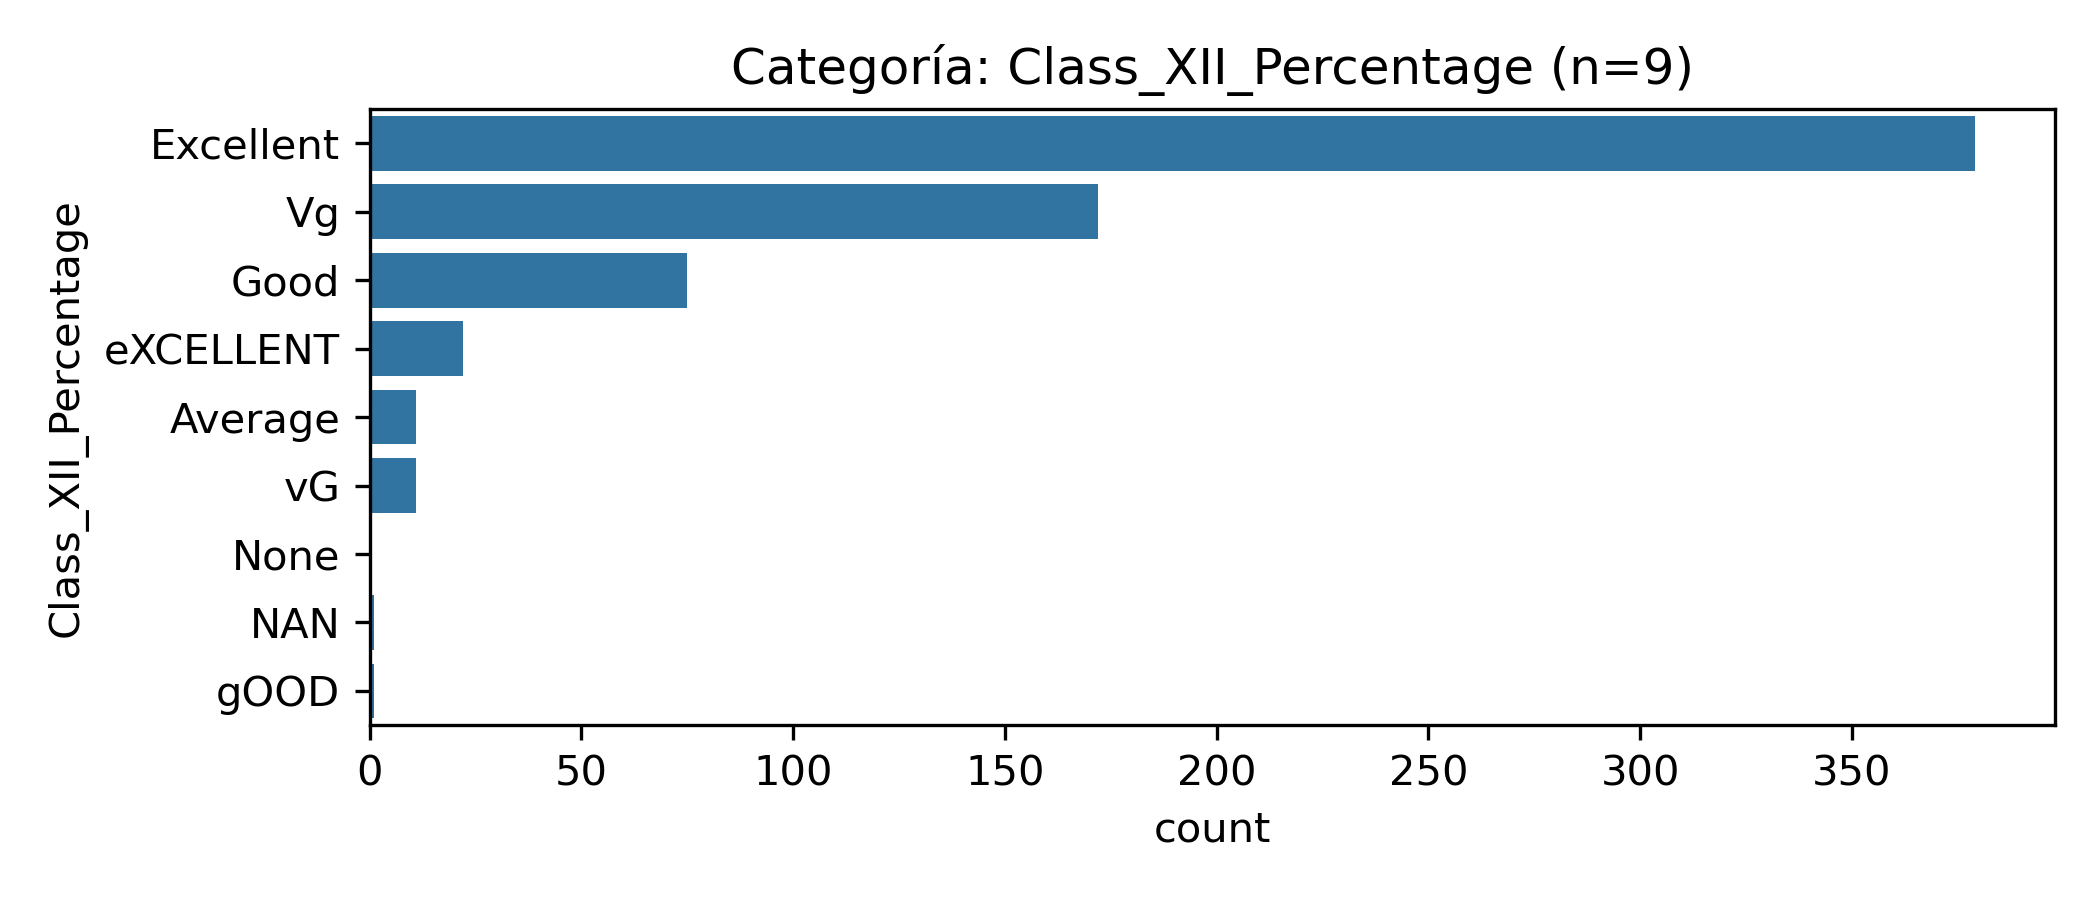 Categoría: Class_XII_Percentage (n=9)
Class_XII_Percentage
Excellent
Vg
Good
eXCELLENT
Average
vG
None
NAN
gOOD
0 50 100 150 200 250 300 350
count